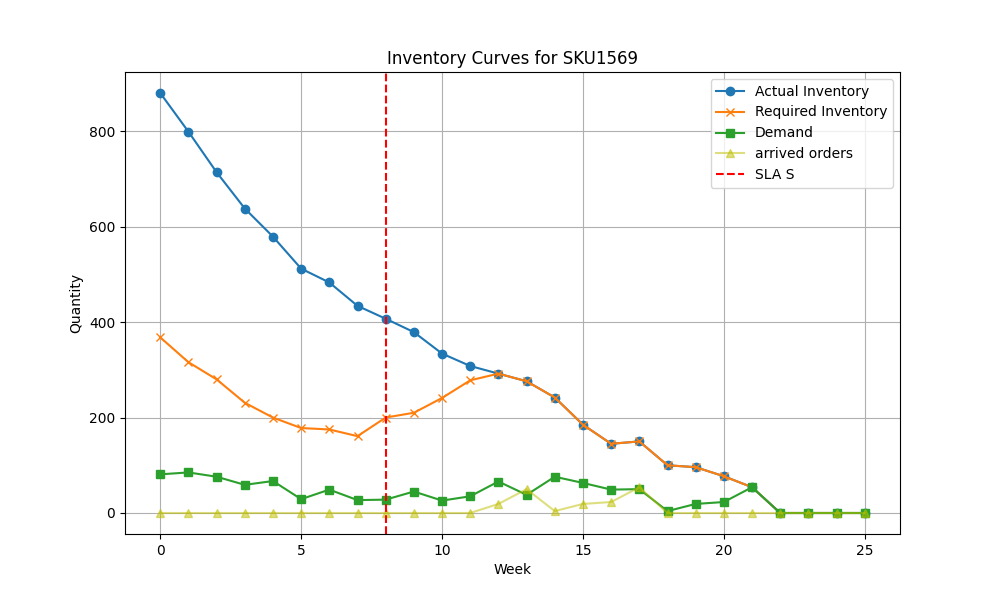 Inventory Curves for SKU1569
Actual Inventory
Required Inventory
Demand
arrived orders
SLA S
Quantity
800
600
400
200
0
0 5 10 15 20 25
Week